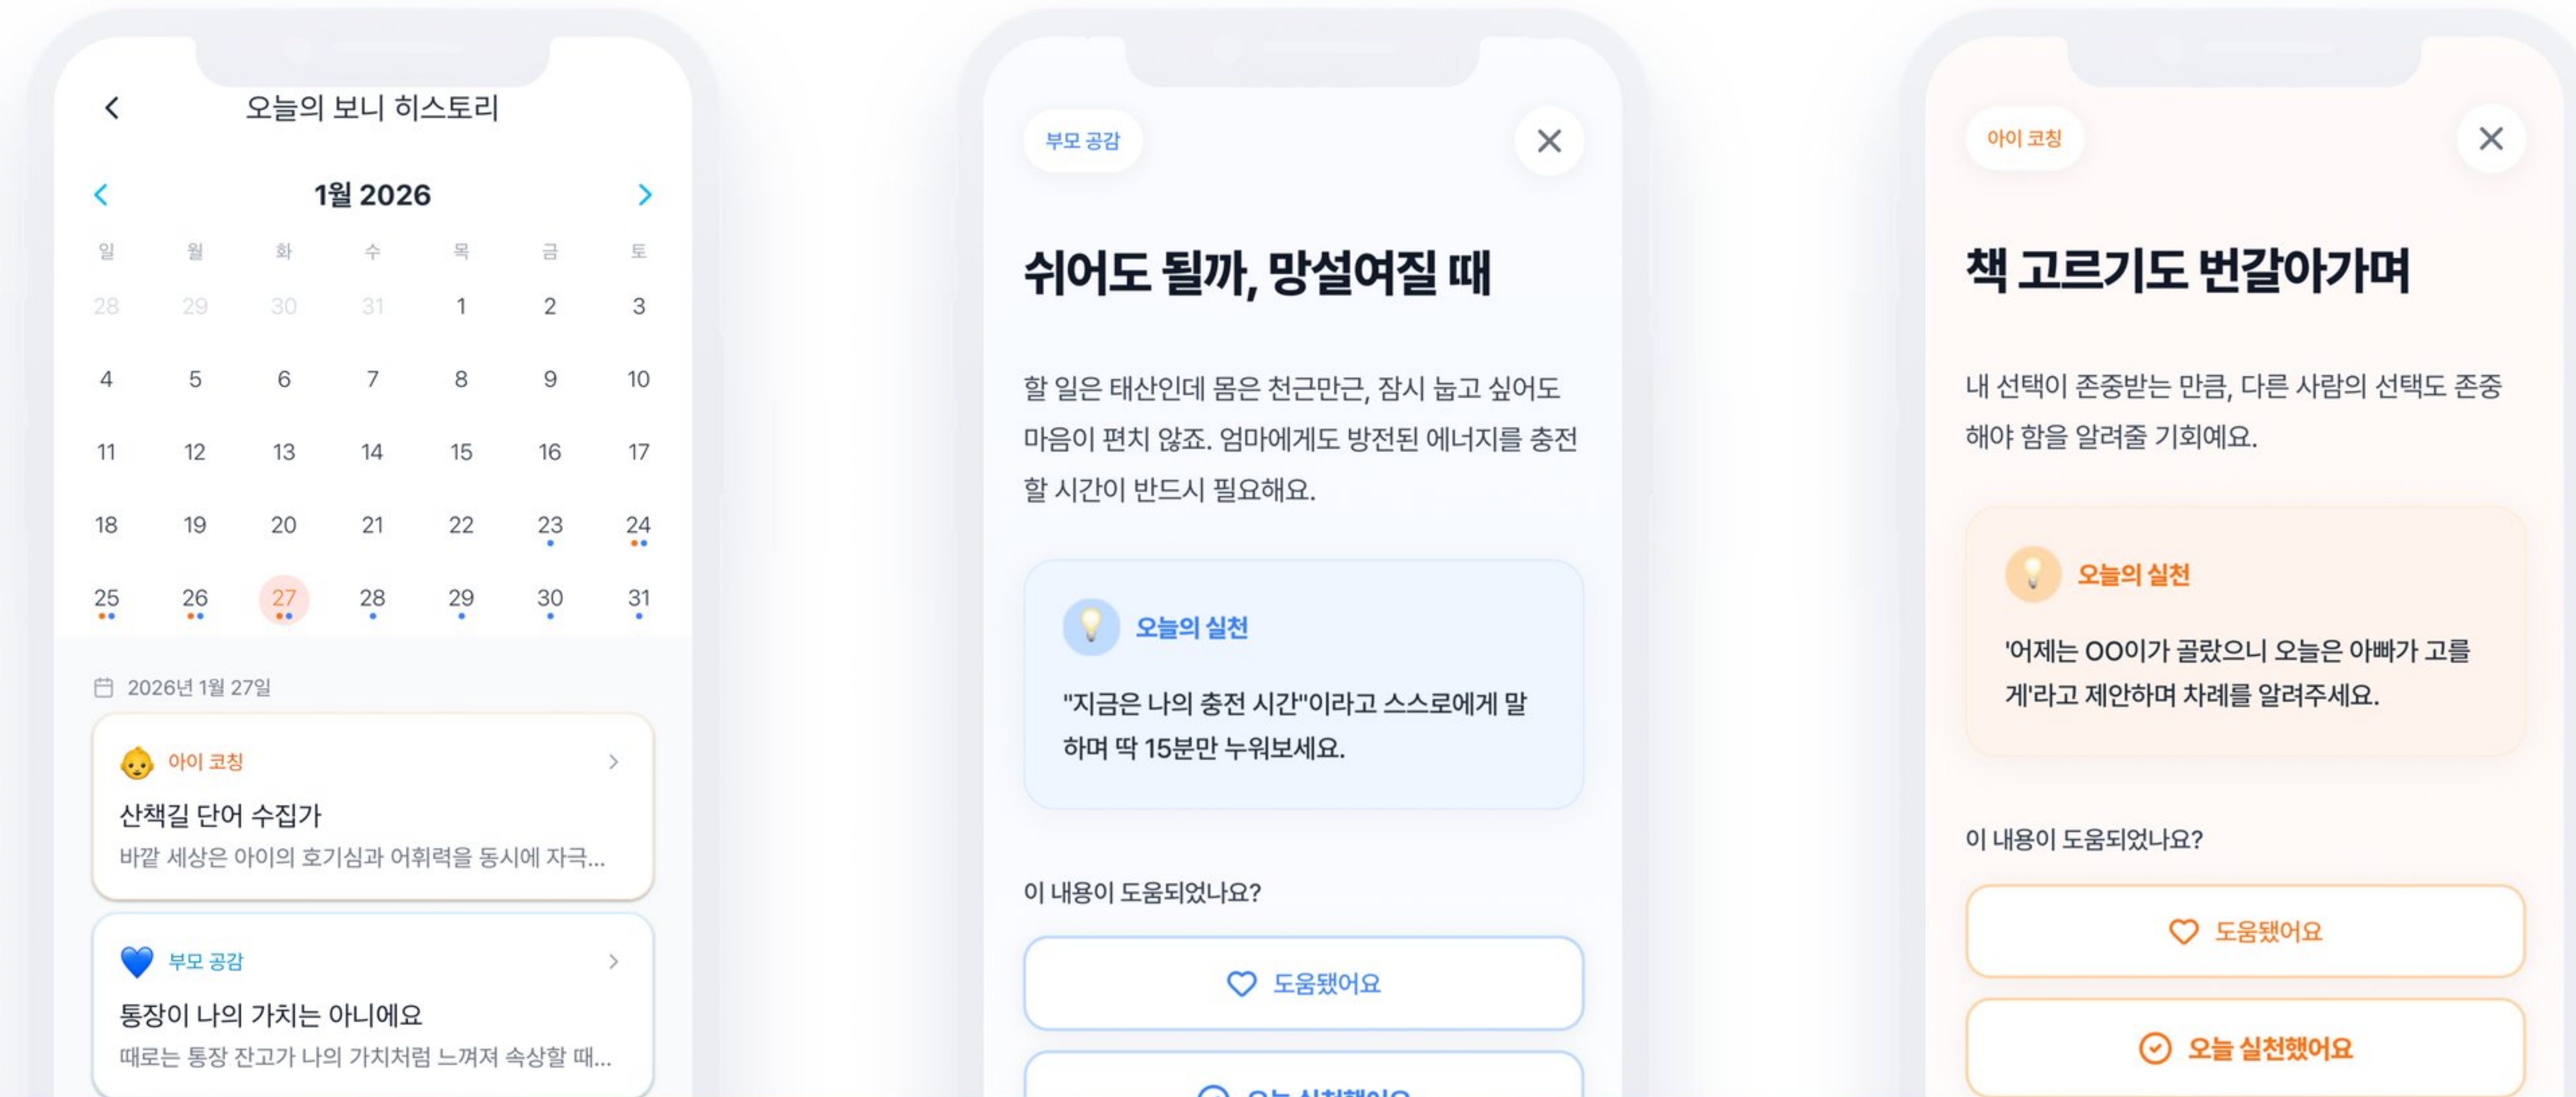 오늘의 보니 히스토리
1월 2026
일 월 화 수 목 금 토
28 29 30 31 1 2 3
4 5 6 7 8 9 10
11 12 13 14 15 16 17
18 19 20 21 22 23 24
25 26 27 28 29 30 31
2026년 1월 27일
아이 코칭
산책길 단어 수집가
바깥 세상은 아이의 호기심과 어휘력을 동시에 자극...
부모 공감
통장이 나의 가치는 아니에요
때로는 통장 잔고가 나의 가치처럼 느껴져 속상할 때...
부모 공감
쉬어도 될까, 망설여질 때
할 일은 태산인데 몸은 천근만근, 잠시 눕고 싶어도
마음이 편치 않죠. 엄마에게도 방전된 에너지를 충전
할 시간이 반드시 필요해요.
오늘의 실천
"지금은 나의 충전 시간"이라고 스스로에게 말
하며 딱 15분만 누워보세요.
이 내용이 도움되었나요?
도움됐어요
오늘 실천했어요
아이 코칭
책 고르기도 번갈아가며
내 선택이 존중받는 만큼, 다른 사람의 선택도 존중
해야 함을 알려줄 기회예요.
오늘의 실천
'어제는 OO이가 골랐으니 오늘은 아빠가 고를
게'라고 제안하며 차례를 알려주세요.
이 내용이 도움되었나요?
도움됐어요
오늘 실천했어요